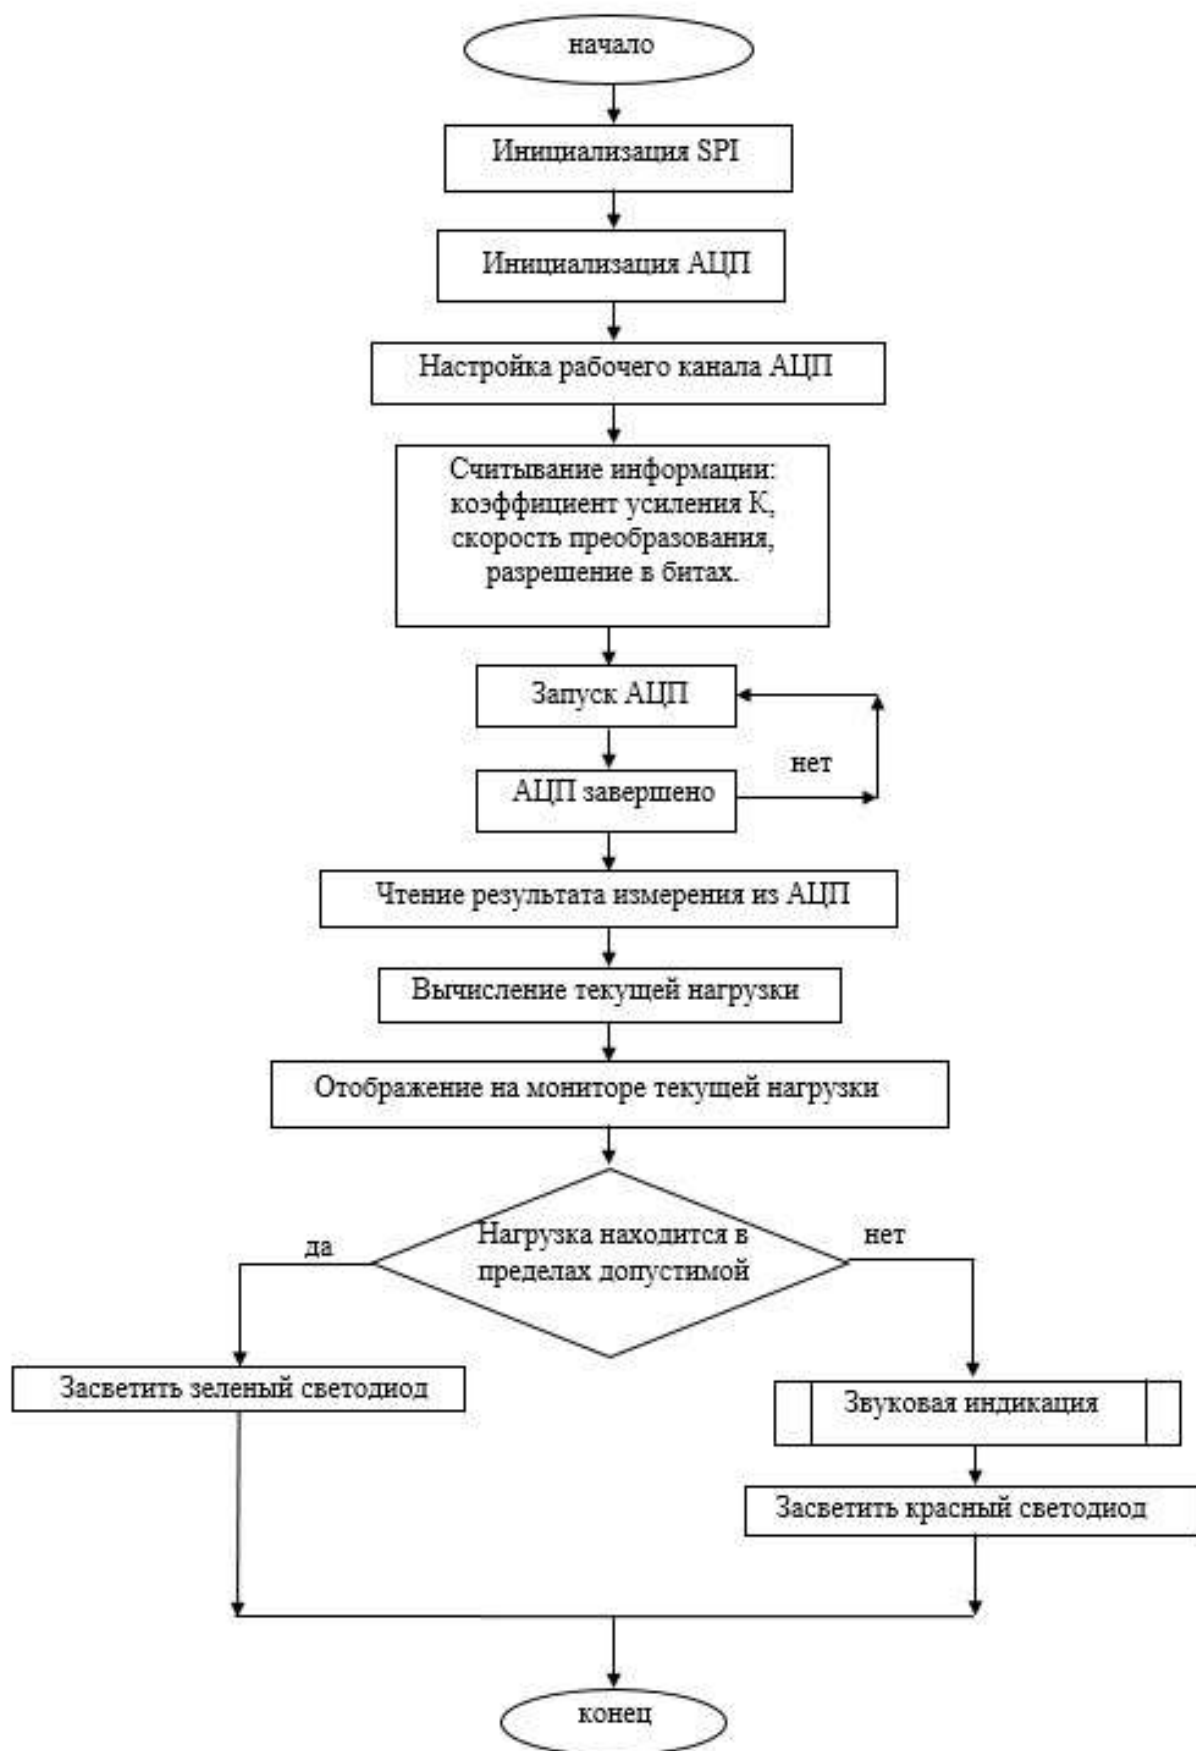 начало
Инициализация SPI
Инициализация АЦП
Настройка рабочего канала АЦП
Считывание информации:
коэффициент усиления К,
скорость преобразования,
разрешение в битах.
Запуск АЦП
нет
АЦП завершено
Чтение результата измерения из АЦП
Вычисление текущей нагрузки
Отображение на мониторе текущей нагрузки
Нагрузка находится в
пределах допустимой
да
нет
Засветить зеленый светодиод
Звуковая индикация
Засветить красный светодиод
конец